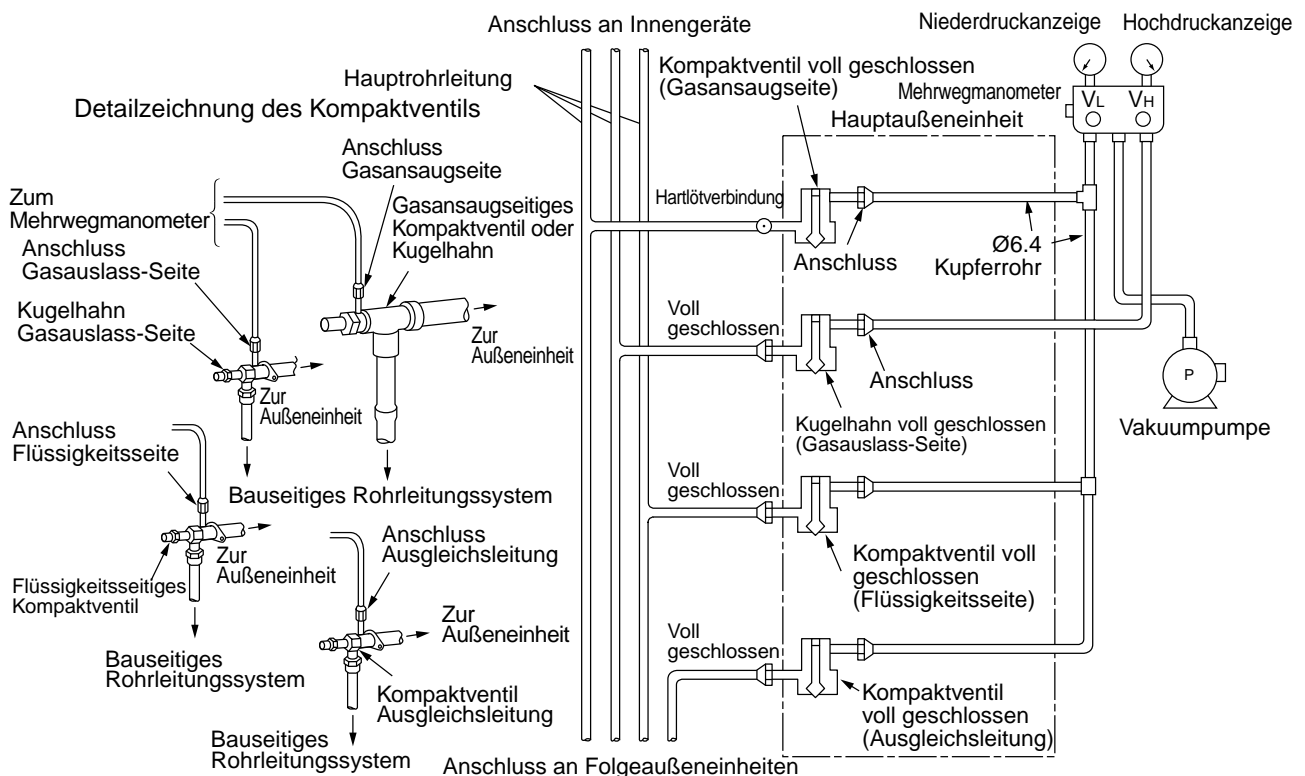 Anschluss an Innengeräte
Niederdruckanzeige
Hochdruckanzeige
Hauptrohrleitung
Kompaktventil voll geschlossen
(Gasansaugseite)
Mehrwegmanometer
Detailzeichnung des Kompaktventils
Hauptaußeneinheit
VL
VH
Anschluss
Gasansaugseite
Zum
Mehrwegmanometer
Hartlötverbindung
Gasansaugseitiges
Kompaktventil oder
Kugelhahn
Anschluss
Gasauslass-Seite
Anschluss
Ø6.4
Kupferrohr
Kugelhahn
Gasauslass-Seite
Zur
Außeneinheit
Voll
geschlossen
Anschluss
P
Zur
Außeneinheit
Kugelhahn voll geschlossen
(Gasauslass-Seite)
Vakuumpumpe
Anschluss
Flüssigkeitsseite
Bauseitiges Rohrleitungssystem
Voll
geschlossen
Anschluss
Ausgleichsleitung
Zur
Außeneinheit
Kompaktventil voll
geschlossen
(Flüssigkeitsseite)
Flüssigkeitsseitiges
Kompaktventil
Zur
Außeneinheit
Voll
geschlossen
Bauseitiges
Rohrleitungssystem
Kompaktventil
Ausgleichsleitung
Kompaktventil
voll geschlossen
(Ausgleichsleitung)
Bauseitiges
Rohrleitungssystem
Anschluss an Folgeaußeneinheiten